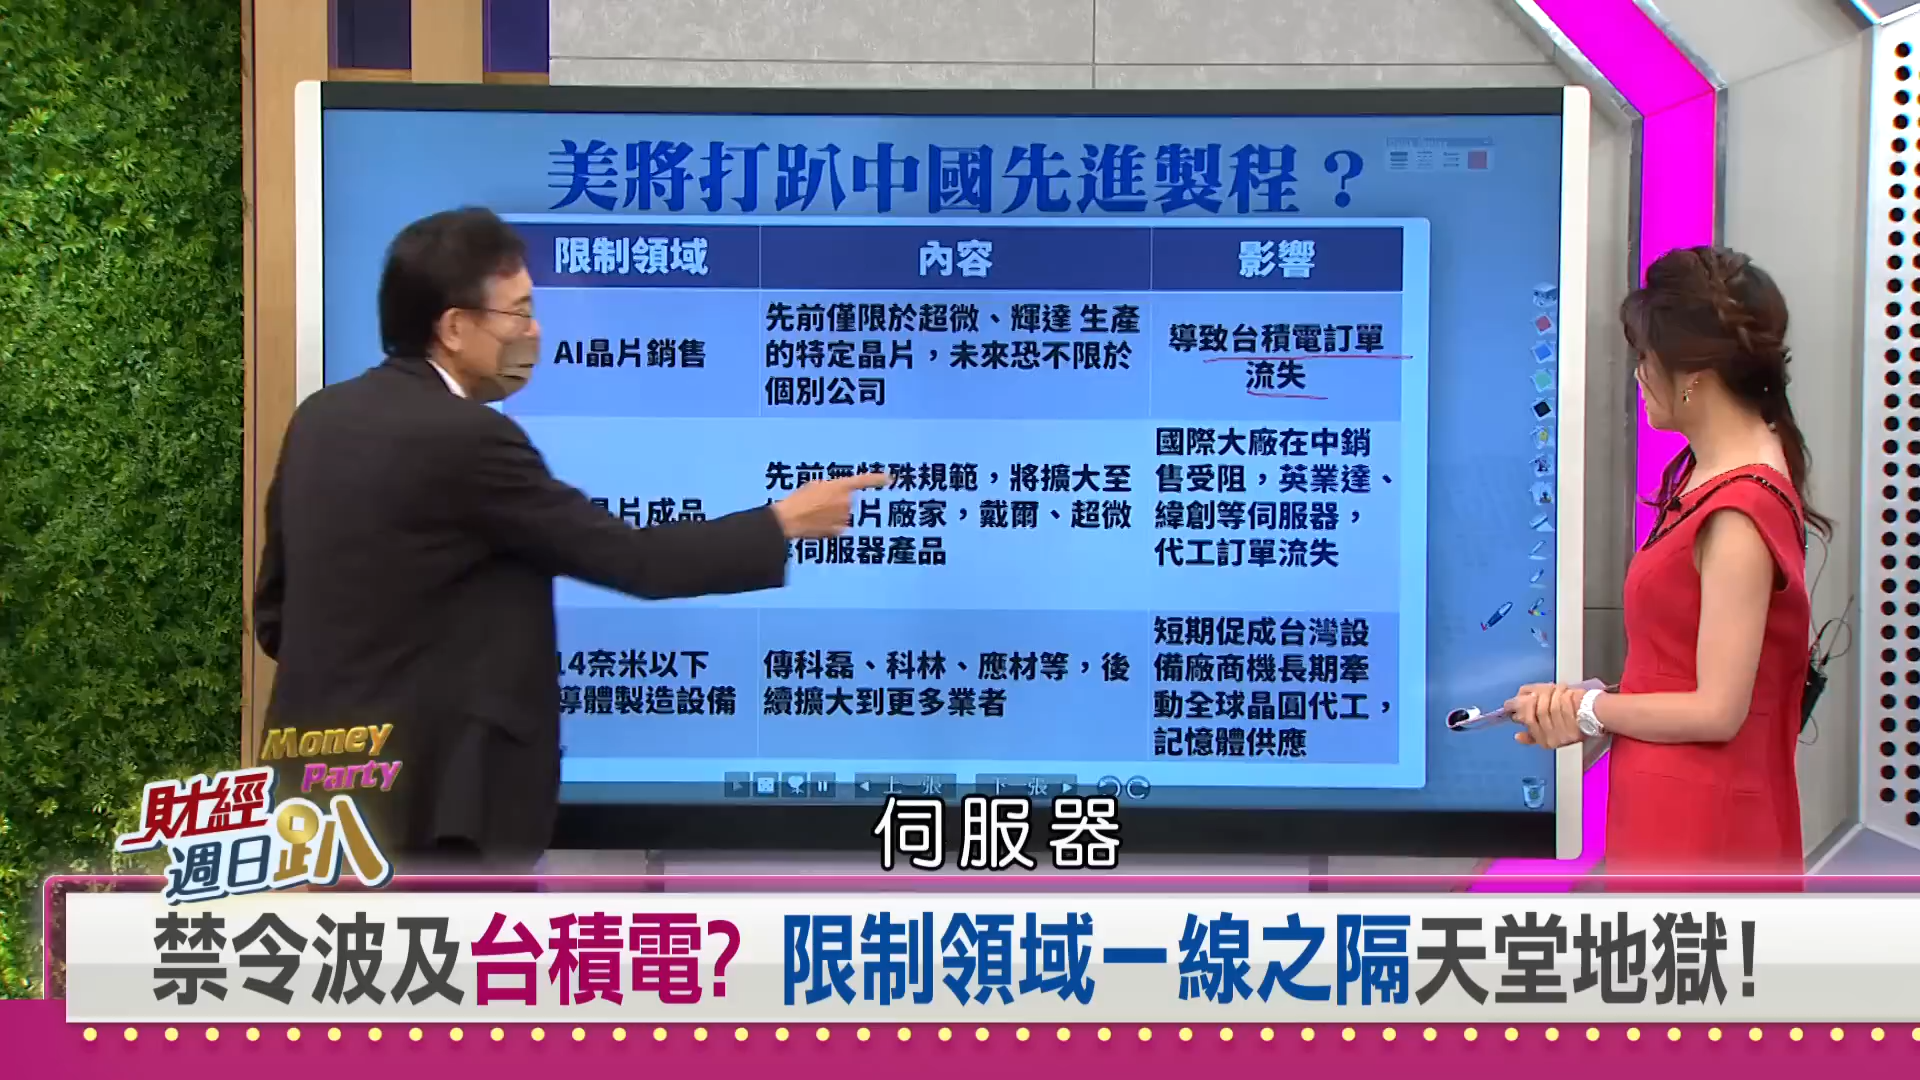 美將打趴中國先進製程？
限制領域
內容
影響
AI晶片銷售
先前僅限於超微、輝達 生產
的特定晶片，未來恐不限於
個別公司
導致台積電訂單
流失
片成品
先前無特殊規範，將擴大至
片廠家，戴爾、超微
伺服器產品
國際大廠在中銷
售受阻，英業達、
緯創等伺服器，
代工訂單流失
14奈米以下
導體製造設備
傳科磊、科林、應材等，後
續擴大到更多業者
短期促成台灣設
備廠商機長期牽
動全球晶圓代工，
記憶體供應
上一張
下一張
伺服器
Money
Party
財經
週日趴
禁令波及台積電? 限制領域一線之隔天堂地獄!